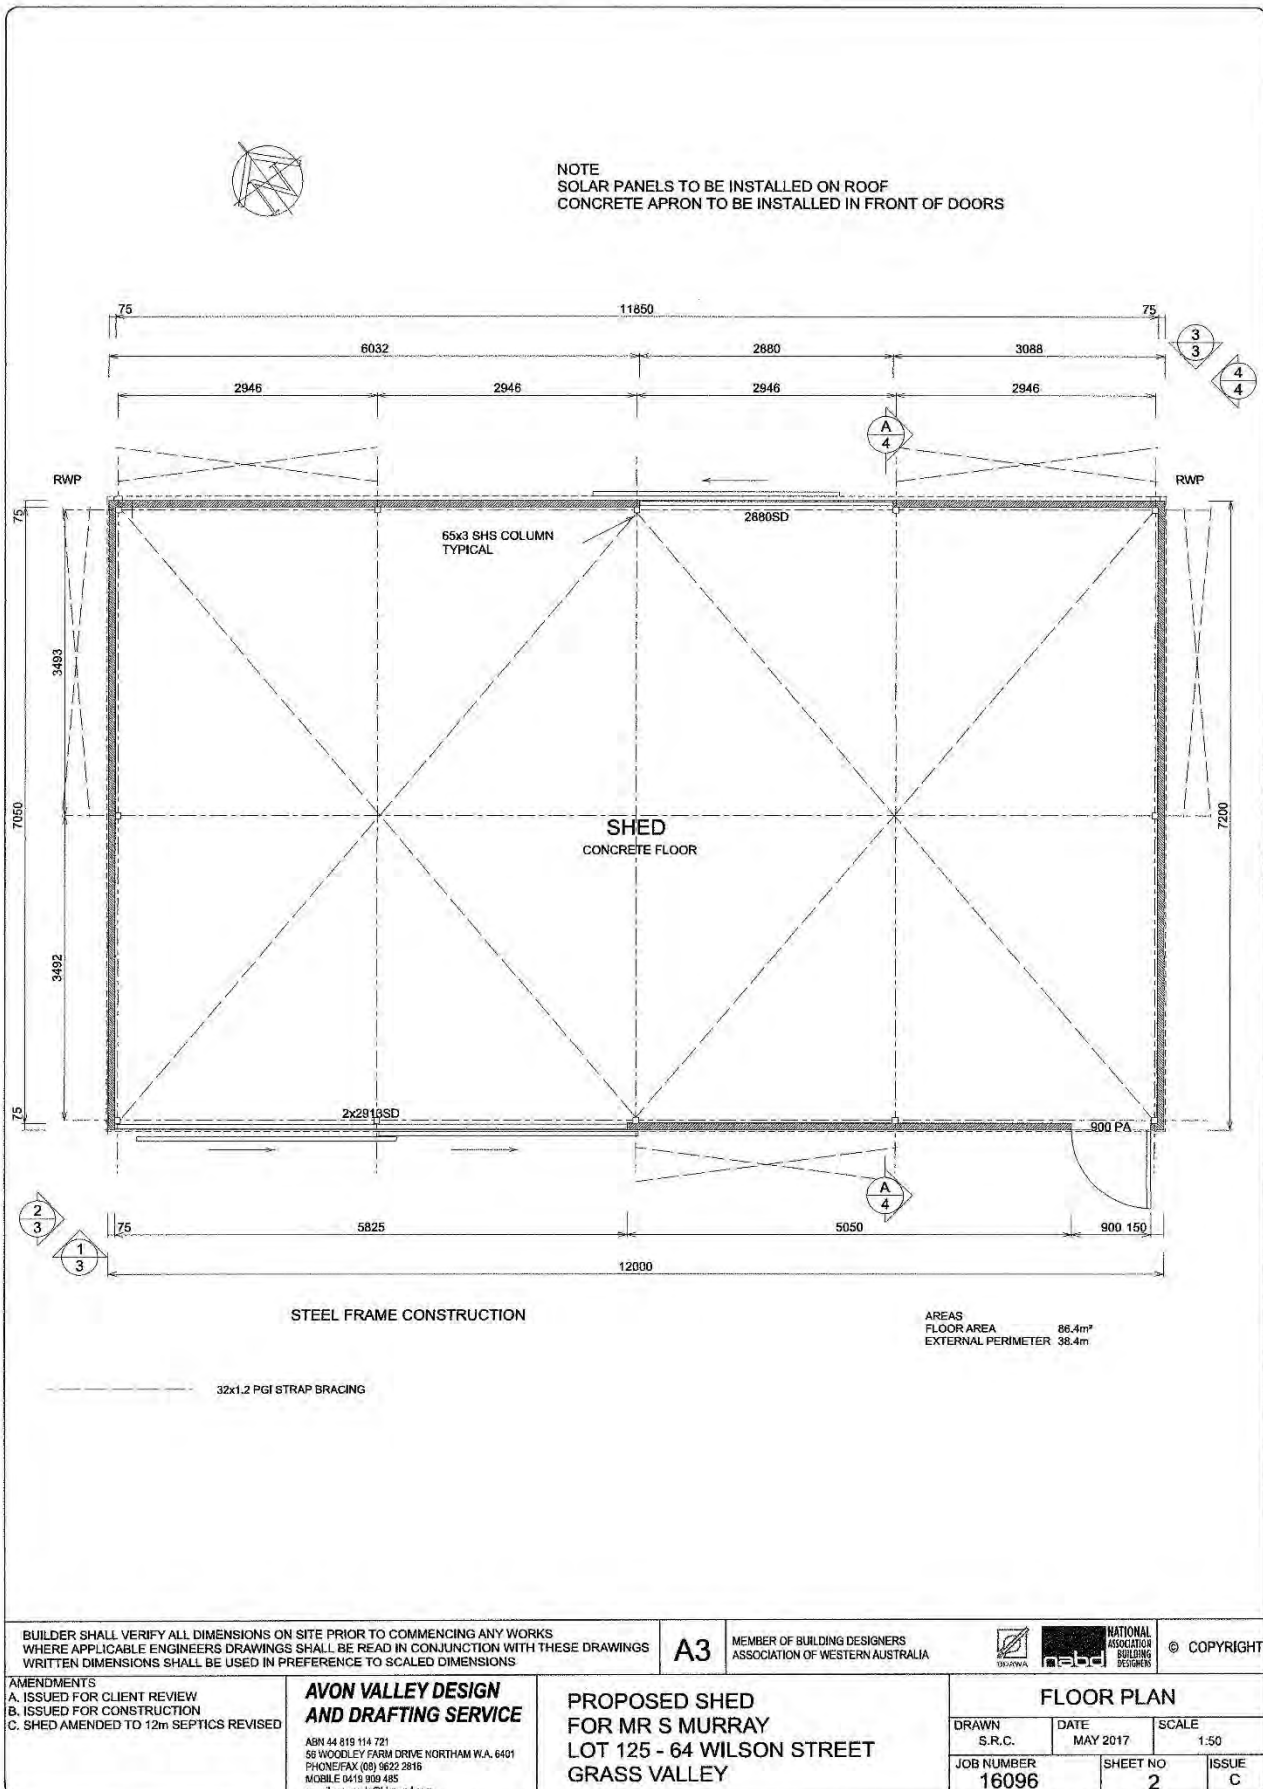 NOTE
SOLAR PANELS TO BE INSTALLED ON ROOF
CONCRETE APRON TO BE INSTALLED IN FRONT OF DOORS
75 11850 75
6032 2880 3088
3
3
4
4
2946 2946 2946 2946
A
4
RWP RWP
75
2880SD
65x3 SHS COLUMN
TYPICAL
3493
7050
7200
SHED
CONCRETE FLOOR
3492
75
2x2913SD
900 PA
A
4
2
3
1
3
75 5825 5050 900 150
12000
STEEL FRAME CONSTRUCTION
AREAS
FLOOR AREA 86.4m²
EXTERNAL PERIMETER 38.4m
32x1.2 PGI STRAP BRACING
BUILDER SHALL VERIFY ALL DIMENSIONS ON SITE PRIOR TO COMMENCING ANY WORKS
WHERE APPLICABLE ENGINEERS DRAWINGS SHALL BE READ IN CONJUNCTION WITH THESE DRAWINGS
WRITTEN DIMENSIONS SHALL BE USED IN PREFERENCE TO SCALED DIMENSIONS
A3
MEMBER OF BUILDING DESIGNERS
ASSOCIATION OF WESTERN AUSTRALIA
nabd
NATIONAL
ASSOCIATION
BUILDING
DESIGNERS
© COPYRIGHT
AMENDMENTS
A. ISSUED FOR CLIENT REVIEW
B. ISSUED FOR CONSTRUCTION
C. SHED AMENDED TO 12m SEPTICS REVISED
AVON VALLEY DESIGN
AND DRAFTING SERVICE
ABN 44 819 114 721
56 WOODLEY FARM DRIVE NORTHAM W.A. 6401
PHONE/FAX (08) 9622 2816
MOBILE 0419 909 485
PROPOSED SHED
FOR MR S MURRAY
LOT 125 - 64 WILSON STREET
GRASS VALLEY
FLOOR PLAN
DRAWN DATE SCALE
S.R.C. MAY 2017 1:50
JOB NUMBER SHEET NO ISSUE
16096 2 C